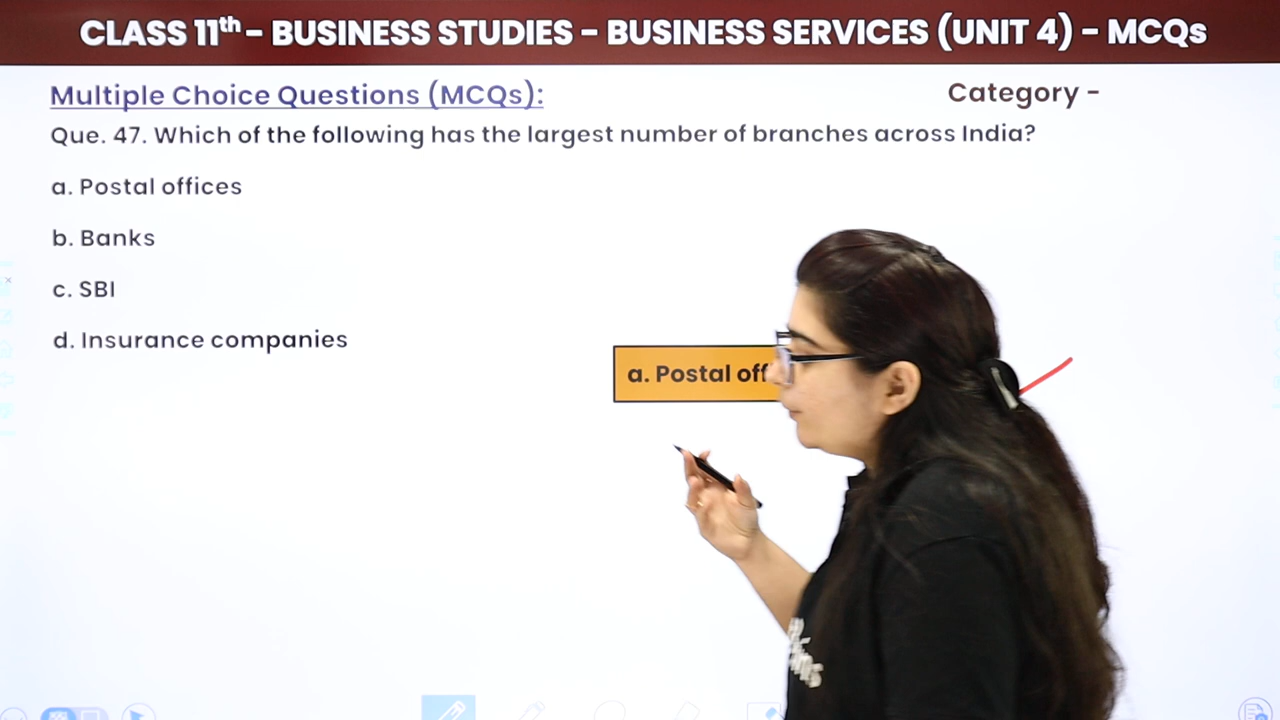 CLASS 11th - BUSINESS STUDIES - BUSINESS SERVICES (UNIT 4) - MCQs
Multiple Choice Questions (MCQs):
Category -
Que. 47. Which of the following has the largest number of branches across India?
a. Postal offices
b. Banks
c. SBI
d. Insurance companies
a. Postal off